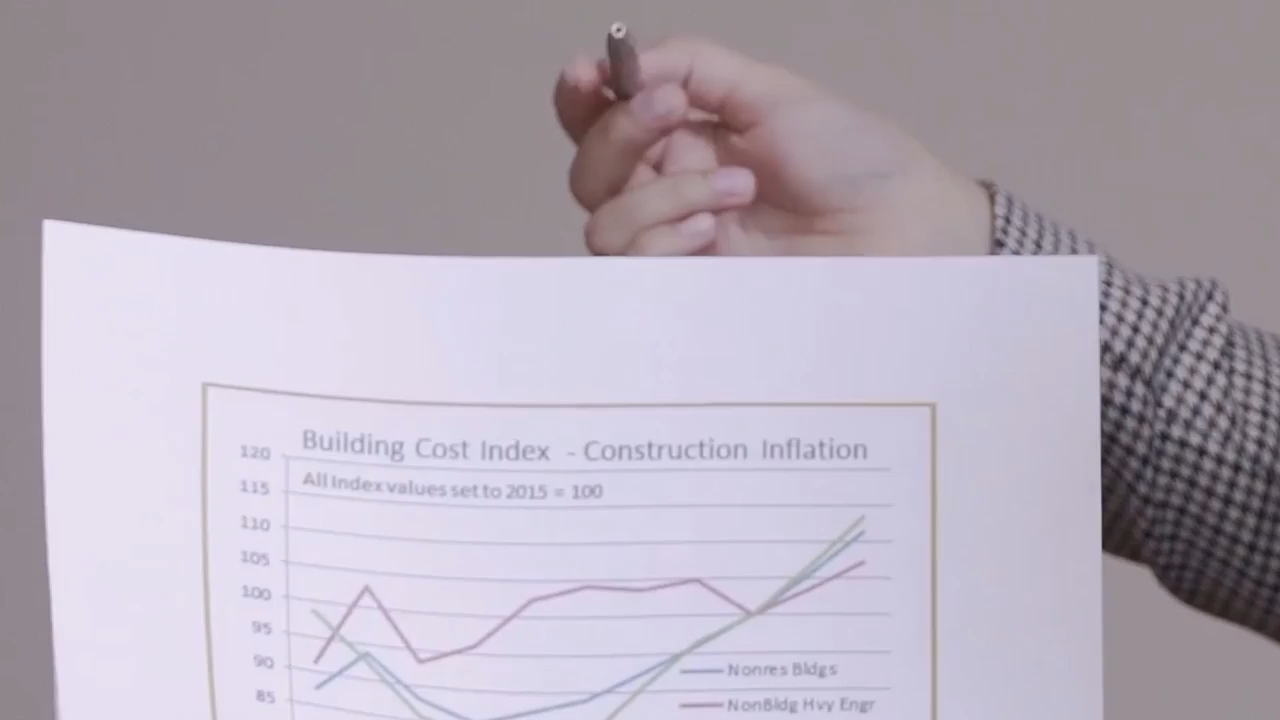 Building Cost Index - Construction Inflation
120
All Index values set to 2015 = 100
115
110
105
100
95
90
Nonres Bldgs
85
NonBldg Hvy Engr